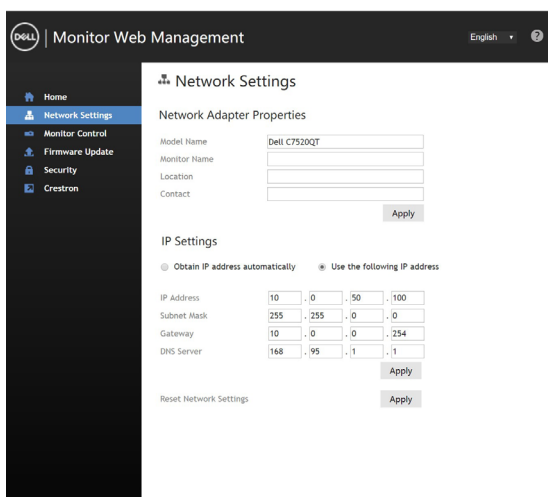 DELL | Monitor Web Management
English
?
Home
Network Settings
Monitor Control
Firmware Update
Security
Crestron
Network Settings
Network Adapter Properties
Model Name Dell C7520QT
Monitor Name
Location
Contact
Apply
IP Settings
Obtain IP address automatically Use the following IP address
IP Address 10 . 0 . 50 . 100
Subnet Mask 255 . 255 . 0 . 0
Gateway 10 . 0 . 0 . 254
DNS Server 168 . 95 . 1 . 1
Apply
Reset Network Settings Apply